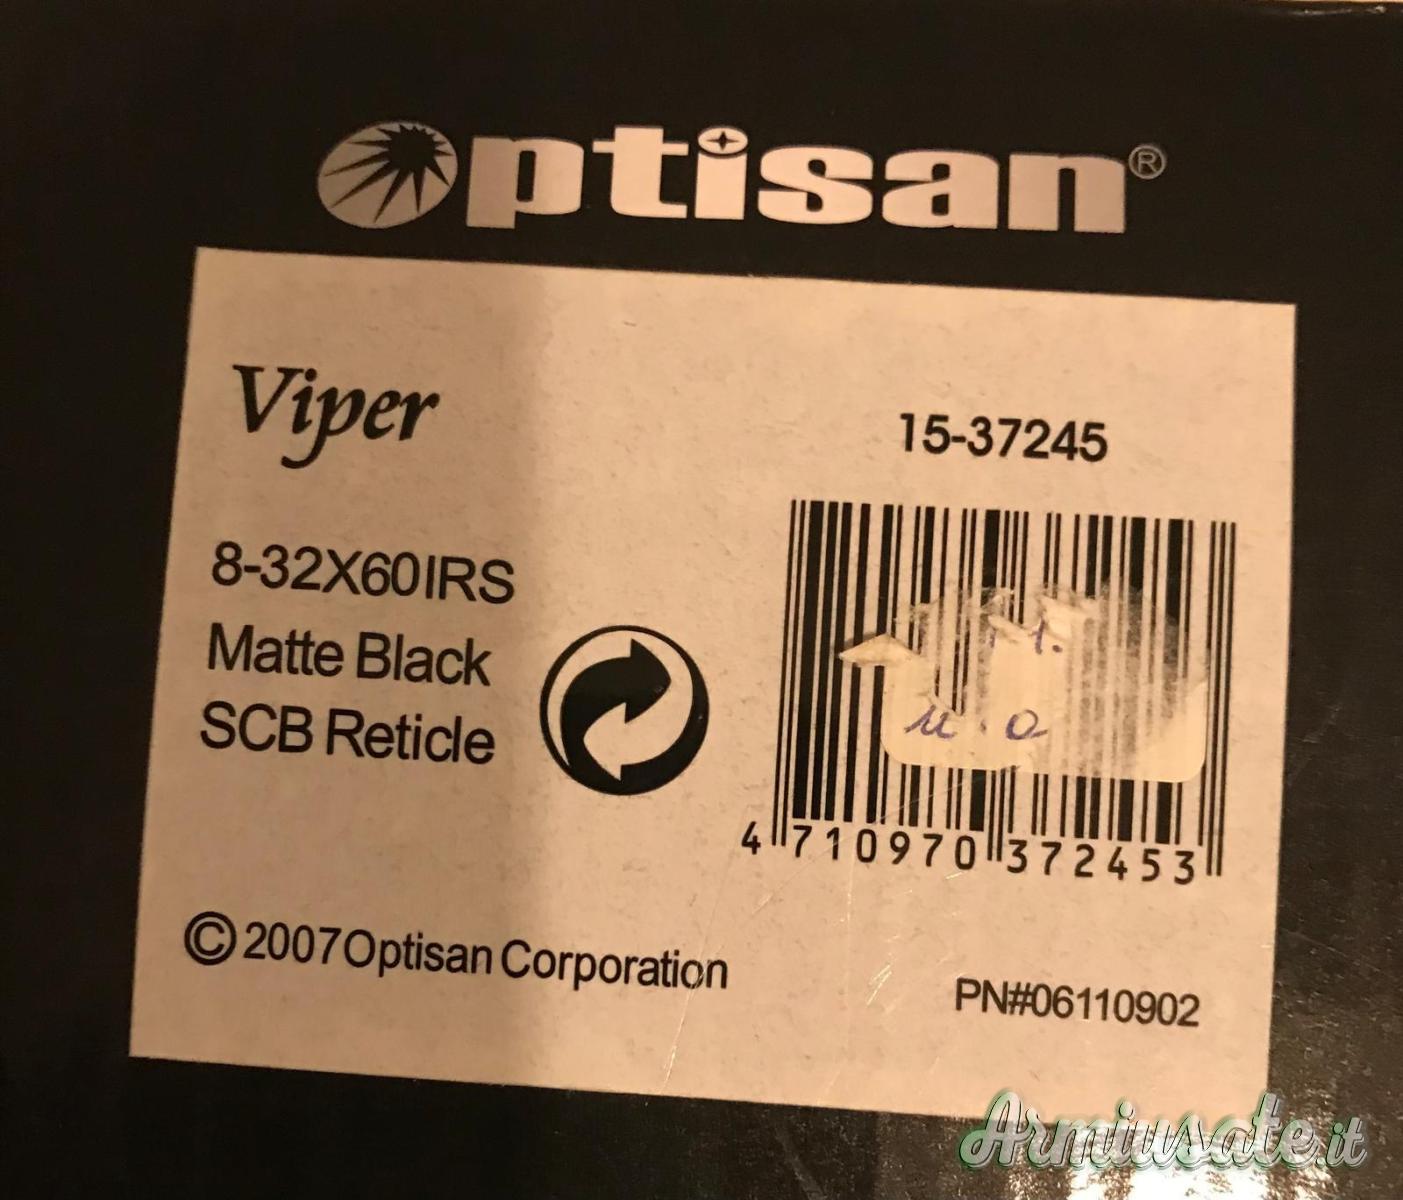 Optisan®
Viper
15-37245
8-32X60IRS
Matte Black
SCB Reticle
4 710970 372453
©2007Optisan Corporation
PN#06110902
Armiusate.it